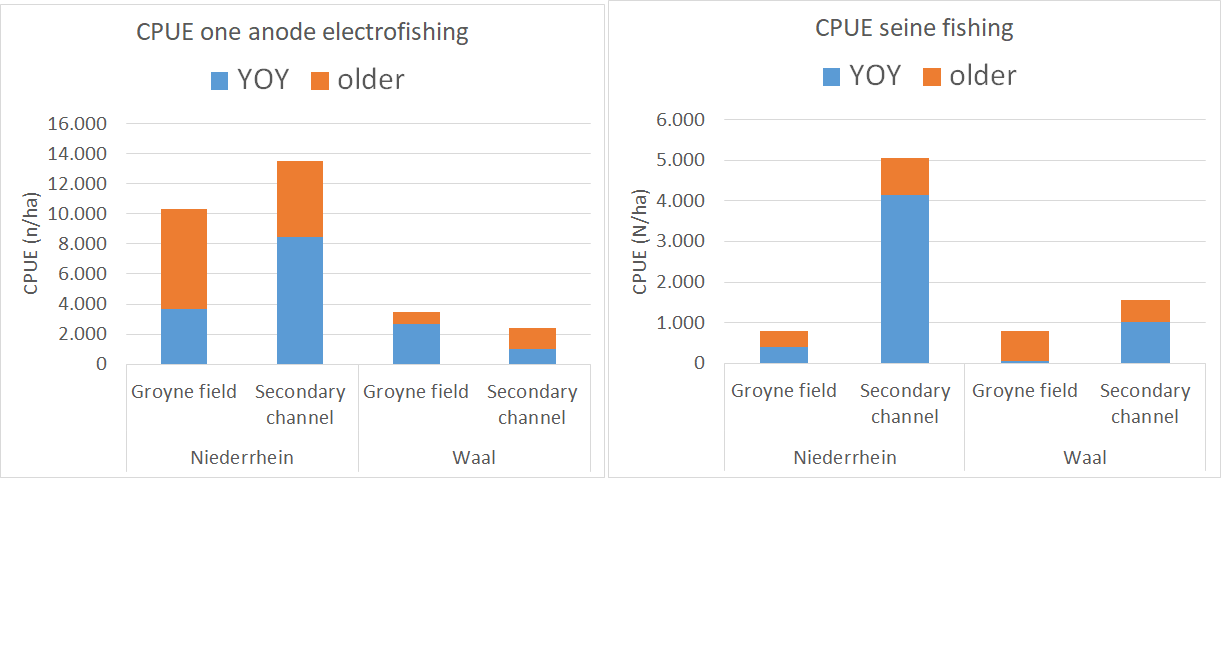 CPUE one anode electrofishing
YOY older
16.000
14.000
12.000
10.000
8.000
6.000
4.000
2.000
0
CPUE (n/ha)
Groyne field Secondary channel Groyne field Secondary channel
Niederrhein Waal
CPUE seine fishing
YOY older
6.000
5.000
4.000
3.000
2.000
1.000
0
CPUE (N/ha)
Groyne field Secondary channel Groyne field Secondary channel
Niederrhein Waal